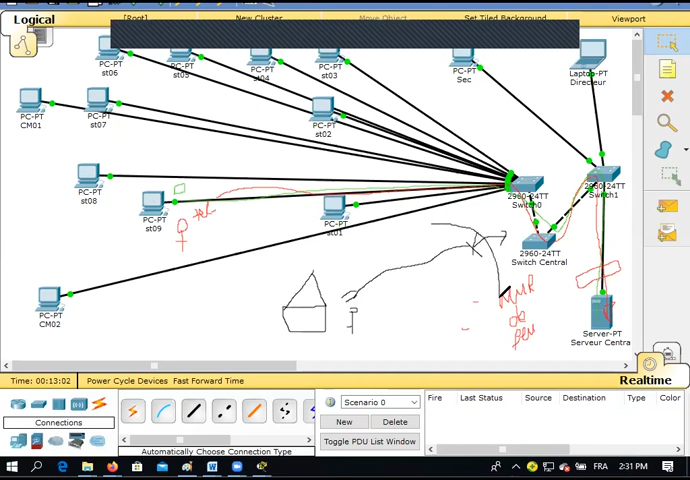 Logical
[Root]
New Cluster
Move Object
Set Tiled Background
Viewport
PC-PT
st06
PC-PT
st05
PC-PT
st04
PC-PT
st03
PC-PT
Sec
Laptop-PT
Directeur
PC-PT
CM01
PC-PT
st07
PC-PT
st02
PC-PT
st08
PC-PT
st09
tel
PC-PT
st01
2960-24TT
Switch0
2960-24TT
Switch1
2960-24TT
Switch Central
PC-PT
CM02
MUR
de
feu
Server-PT
Serveur Centra
Time: 00:13:02
Power Cycle Devices
Fast Forward Time
Realtime
Connections
Automatically Choose Connection Type
Scenario 0
New
Delete
Toggle PDU List Window
Fire
Last Status
Source
Destination
Type
Color
FRA
2:31 PM